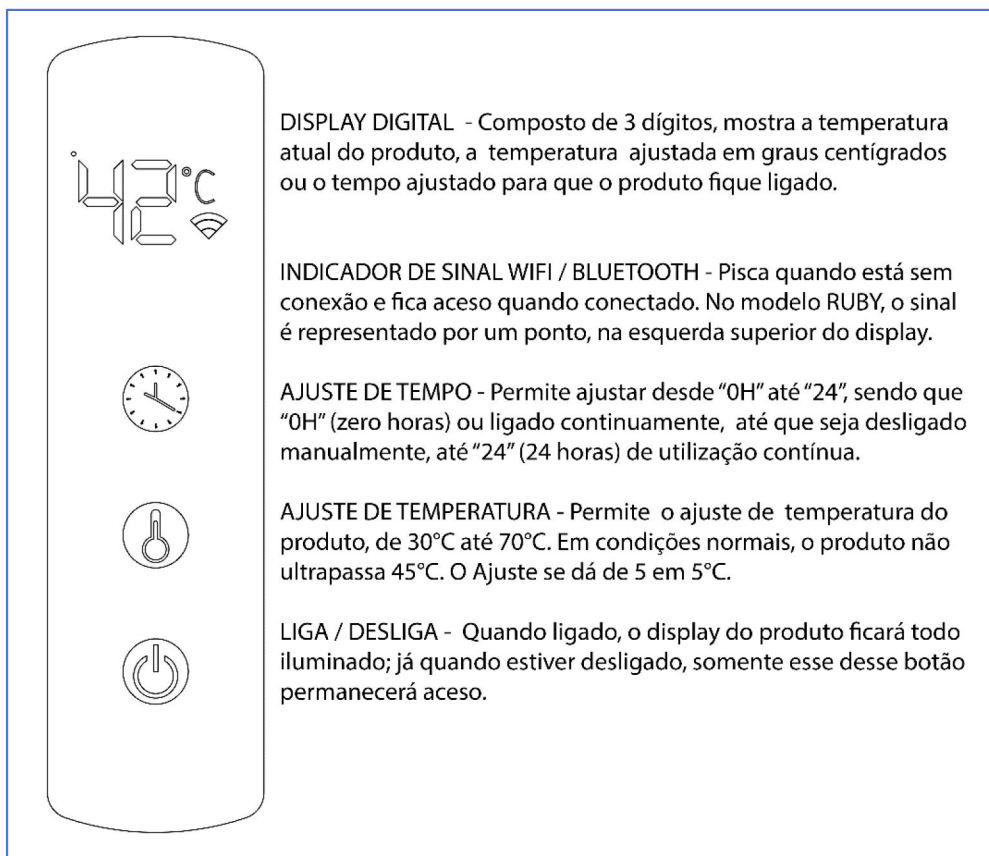 42°C
DISPLAY DIGITAL - Composto de 3 dígitos, mostra a temperatura
atual do produto, a temperatura ajustada em graus centígrados
ou o tempo ajustado para que o produto fique ligado.
INDICADOR DE SINAL WIFI / BLUETOOTH - Pisca quando está sem
conexão e fica aceso quando conectado. No modelo RUBY, o sinal
é representado por um ponto, na esquerda superior do display.
AJUSTE DE TEMPO - Permite ajustar desde “0H” até “24”, sendo que
“0H” (zero horas) ou ligado continuamente, até que seja desligado
manualmente, até “24” (24 horas) de utilização contínua.
AJUSTE DE TEMPERATURA - Permite o ajuste de temperatura do
produto, de 30°C até 70°C. Em condições normais, o produto não
ultrapassa 45°C. O Ajuste se dá de 5 em 5°C.
LIGA / DESLIGA - Quando ligado, o display do produto ficará todo
iluminado; já quando estiver desligado, somente esse desse botão
permanecerá aceso.